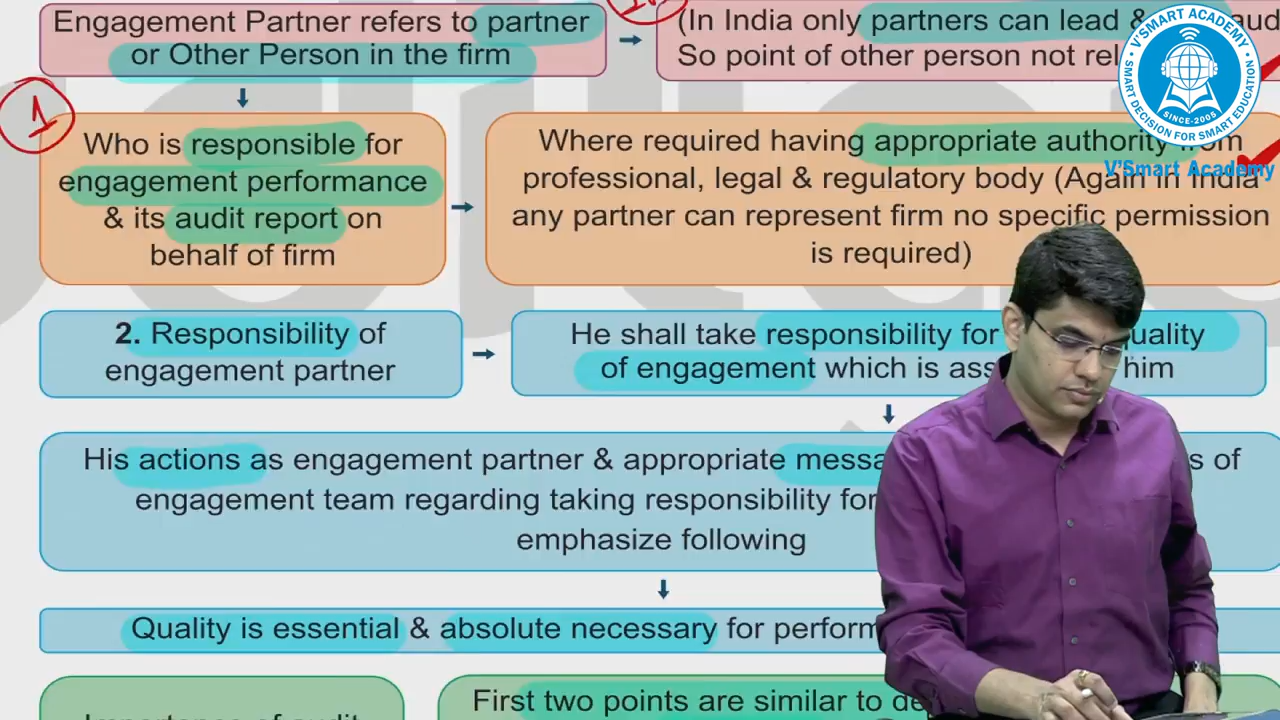 Engagement Partner refers to partner
or Other Person in the firm
(In India only partners can lead &
So point of other person not
1
Who is responsible for
engagement performance
& its audit report on
behalf of firm
Where required having appropriate authority from
professional, legal & regulatory body (Again in India
any partner can represent firm no specific permission
is required)
V'SMART ACADEMY
SMART DECISION FOR SMART EDUCATION
SINCE-2005
V'Smart Academy
2. Responsibility of
engagement partner
He shall take responsibility for
of engagement which is him
His actions as engagement partner & appropriate of
engagement team regarding taking responsibility for
emphasize following
Quality is essential & absolute necessary for
First two points are similar to
Importance of audit